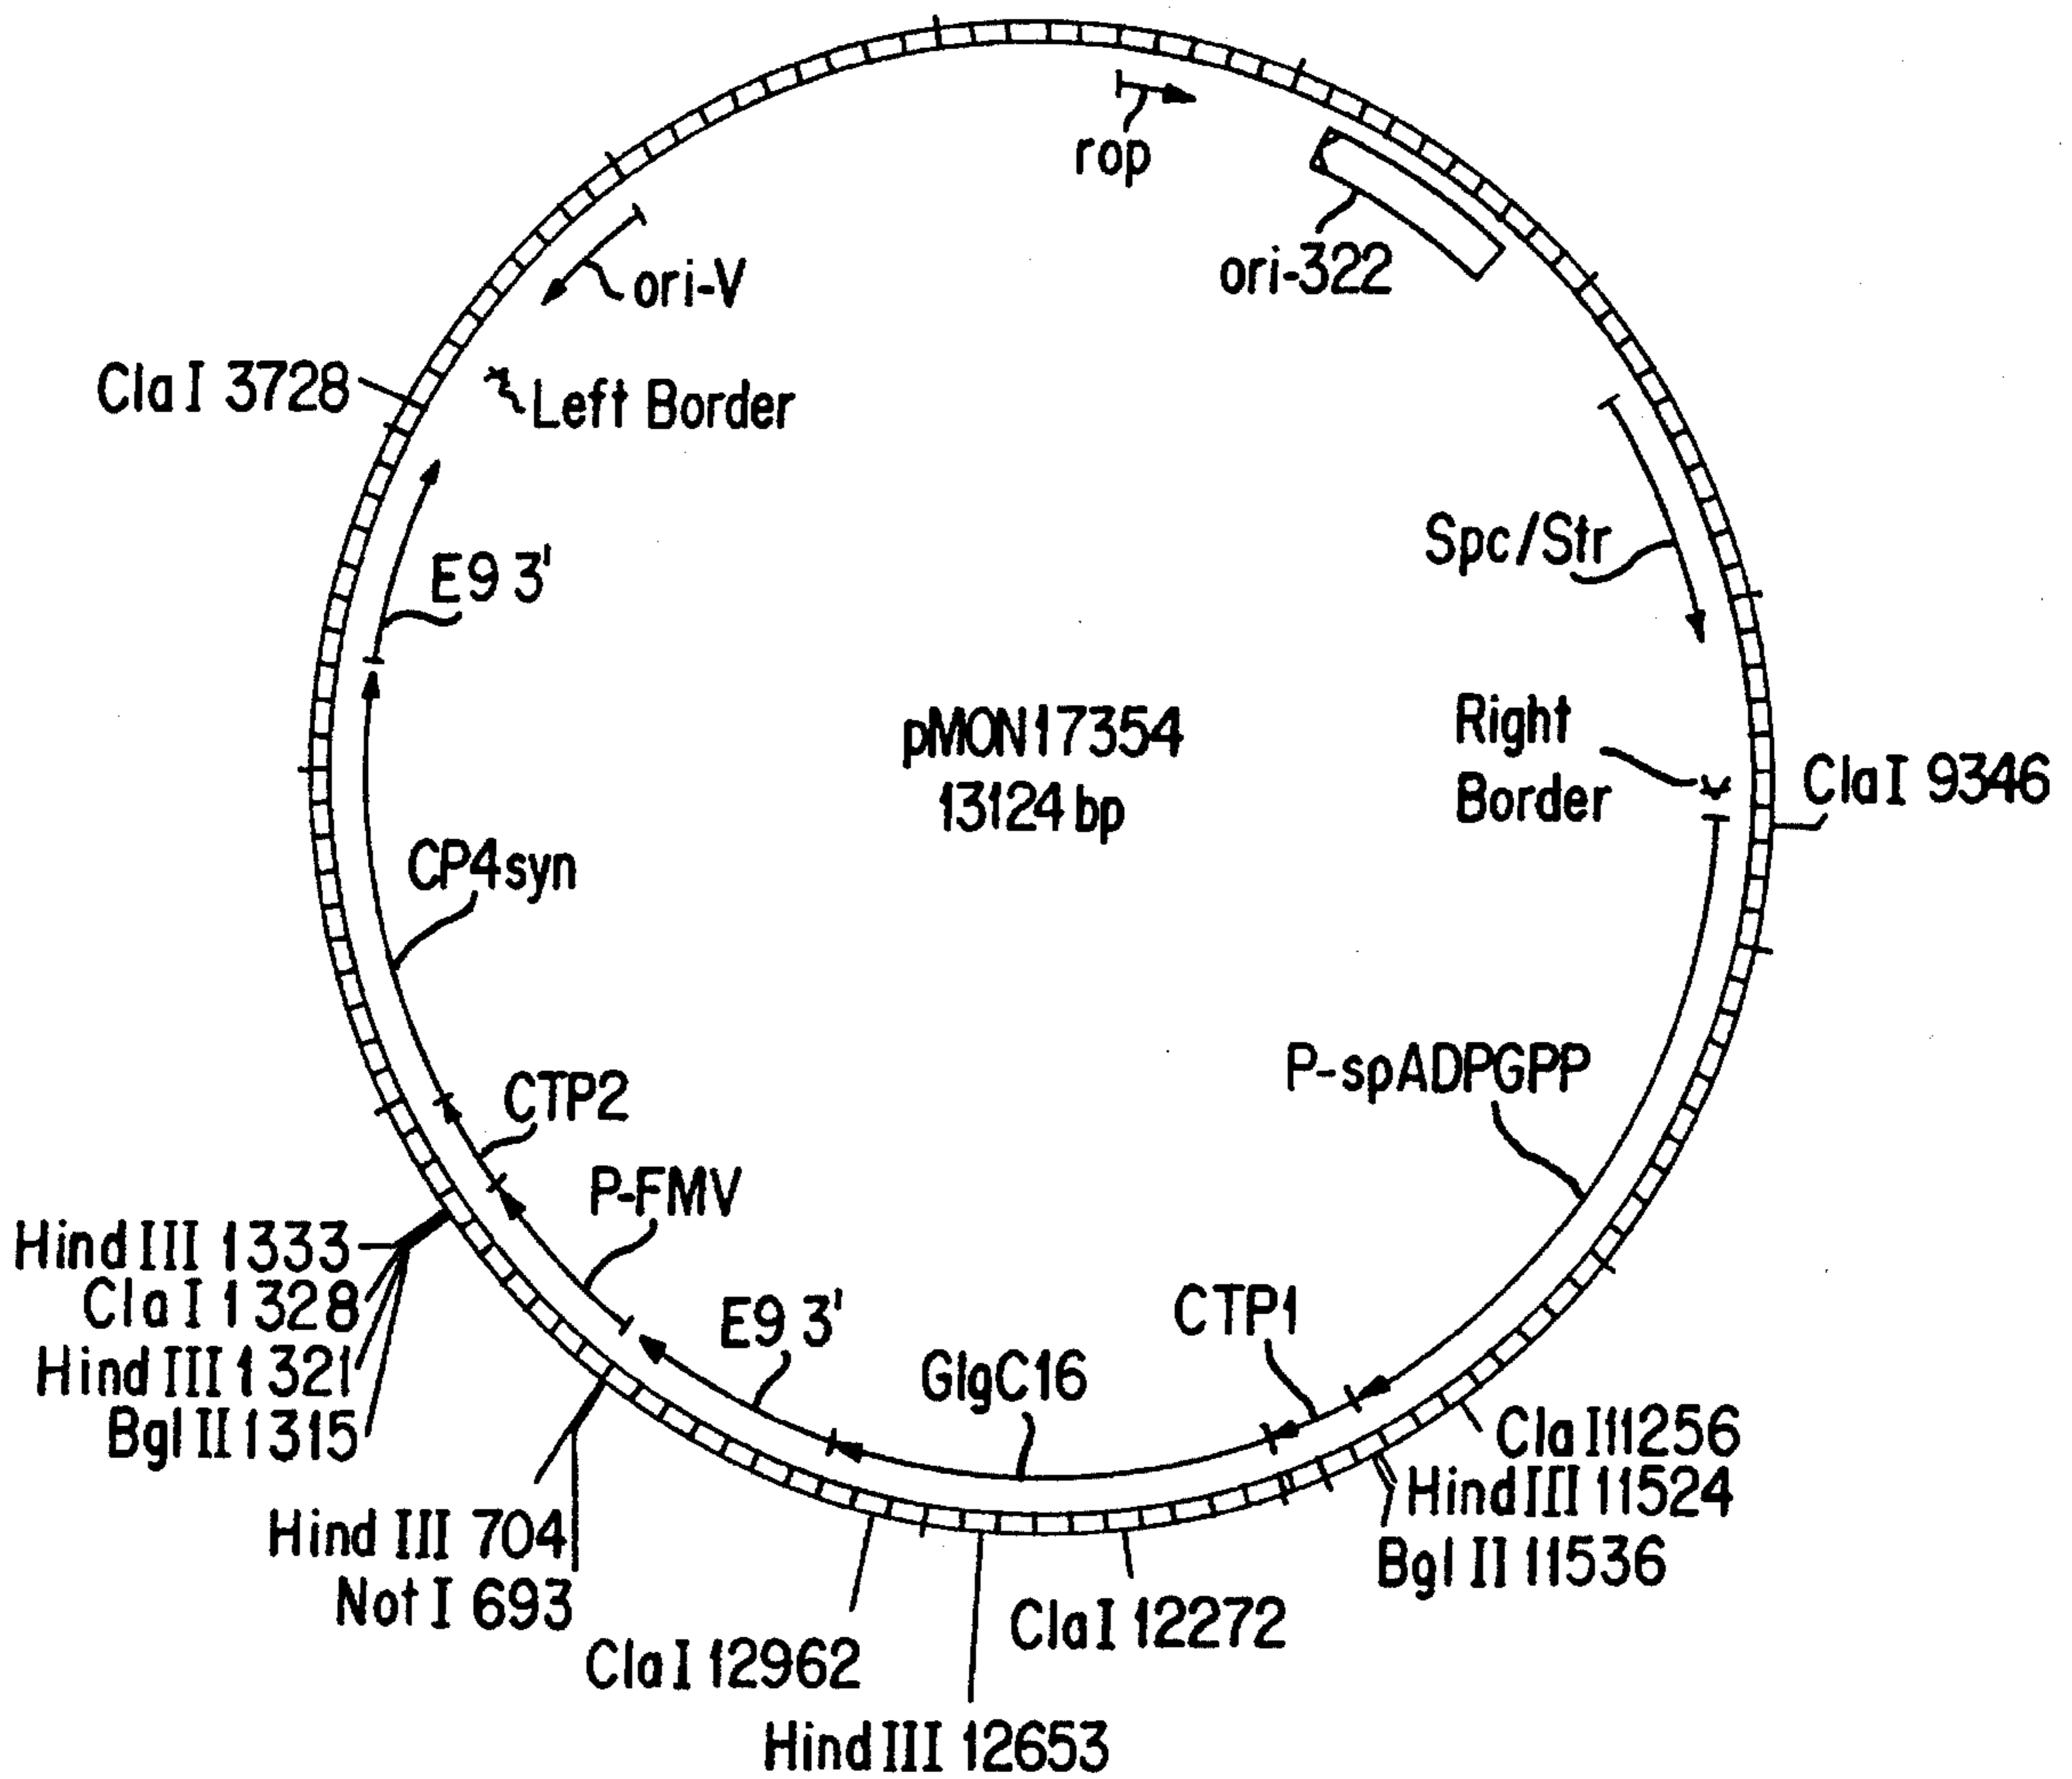 rop
ori-322
ori-V
Cla I 3728
Left Border
Spc/Str
E9 3'
pMON17354
13124 bp
Right
Border
Cla I 9346
CP4syn
P-spADPGPP
CTP2
P-FMV
Hind III 1333
Cla I 1328
Hind III 1321
Bgl II 1315
E9 3'
CTP1
GlgC16
Cla I 11256
Hind III 11524
Bgl II 11536
Hind III 704
Not I 693
Cla I 12962
Cla I 12272
Hind III 12653